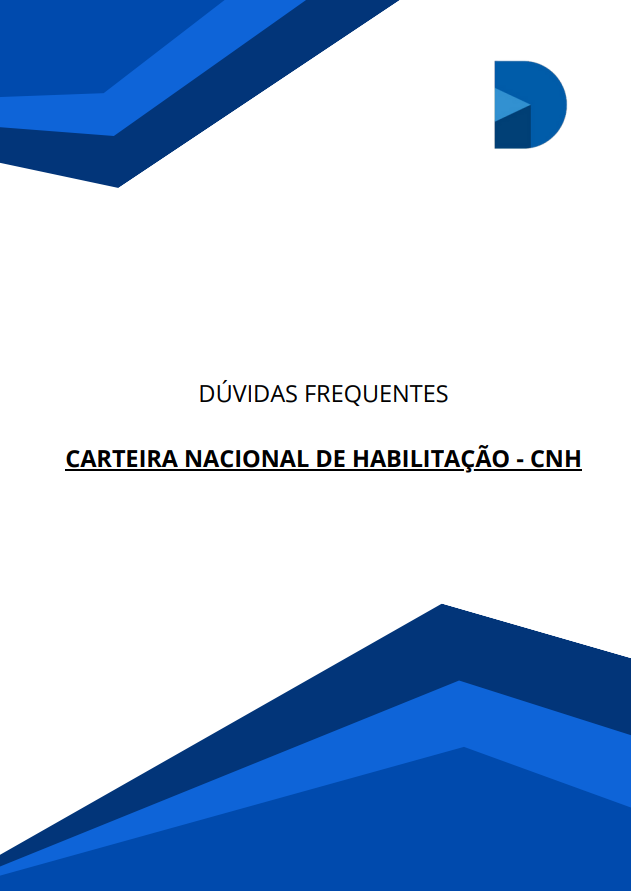 DÚVIDAS FREQUENTES
CARTEIRA NACIONAL DE HABILITAÇÃO - CNH